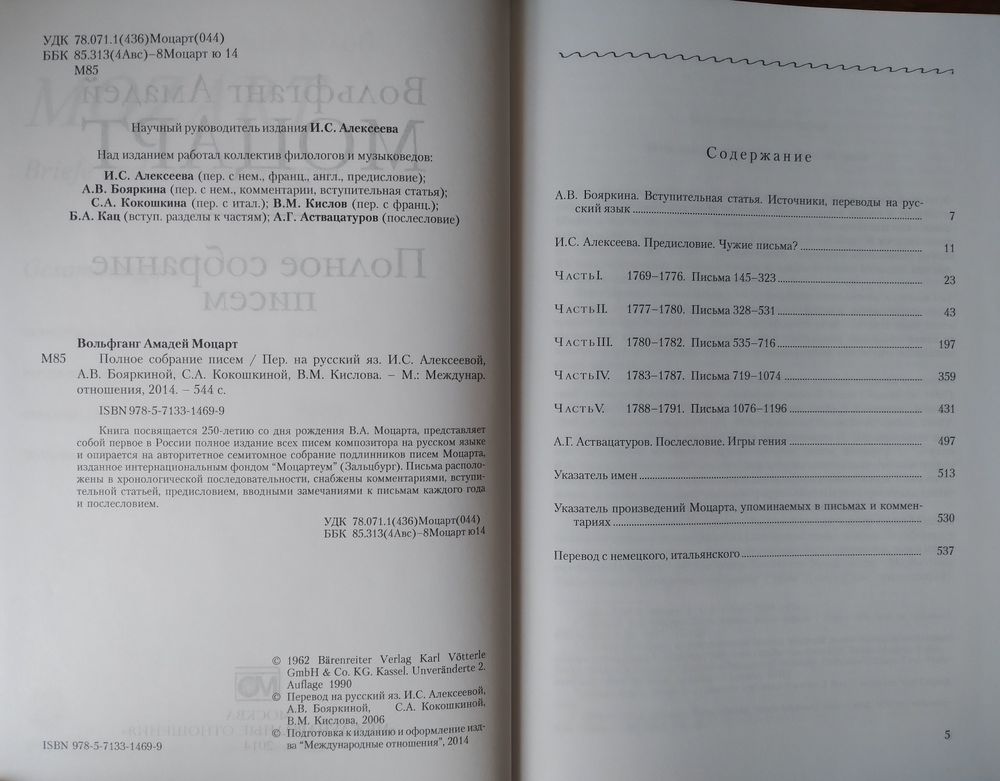 УДК 78.071.1(436)Моцарт(044)
ББК 85.313(4Авс)-8Моцарт ю 14
М85
Научный руководитель издания И.С. Алексеева
Над изданием работал коллектив филологов и музыковедов:
И.С. Алексеева (пер. с нем., франц., англ., предисловие);
А.В. Бояркина (пер. с нем., комментарии, вступительная статья);
С.А. Кокошкина (пер. с итал.); В.М. Кислов (пер. с франц.);
Б.А. Кац (вступ. разделы к частям); А.Г. Аствацатуров (послесловие)
Вольфганг Амадей Моцарт
М85 Полное собрание писем / Пер. на русский яз. И.С. Алексеевой,
А.В. Бояркиной, С.А. Кокошкиной, В.М. Кислова. – М.: Междунар.
отношения, 2014. – 544 с.
ISBN 978-5-7133-1469-9
Книга посвящается 250-летию со дня рождения В.А. Моцарта, представляет
собой первое в России полное издание всех писем композитора на русском языке
и опирается на авторитетное семитомное собрание подлинников писем Моцарта,
изданное интернациональным фондом “Моцартеум” (Зальцбург). Письма располо-
жены в хронологической последовательности, снабжены комментариями, вступи-
тельной статьей, предисловием, вводными замечаниями к письмам каждого года
и послесловием.
УДК 78.071.1(436)Моцарт(044)
ББК 85.313(4Авс)-8Моцарт ю14
© 1962 Bärenreiter Verlag Karl Vötterle
GmbH & Co. KG. Kassel. Unveränderte 2.
Auflage 1990
© Перевод на русский яз. И.С. Алексеевой,
А.В. Бояркиной, С.А. Кокошкиной,
В.М. Кислова, 2006
© Подготовка к изданию и оформление изд-
ва “Международные отношения”, 2014
ISBN 978-5-7133-1469-9
Содержание
А.В. Бояркина. Вступительная статья. Источники, переводы на рус-
ский язык 7
И.С. Алексеева. Предисловие. Чужие письма? 11
Часть I. 1769–1776. Письма 145–323 23
Часть II. 1777–1780. Письма 328–531 43
Часть III. 1780–1782. Письма 535–716 197
Часть IV. 1783–1787. Письма 719–1074 359
Часть V. 1788–1791. Письма 1076–1196 431
А.Г. Аствацатуров. Послесловие. Игры гения 497
Указатель имен 513
Указатель произведений Моцарта, упоминаемых в письмах и коммен-
тариях 530
Перевод с немецкого, итальянского 537
5